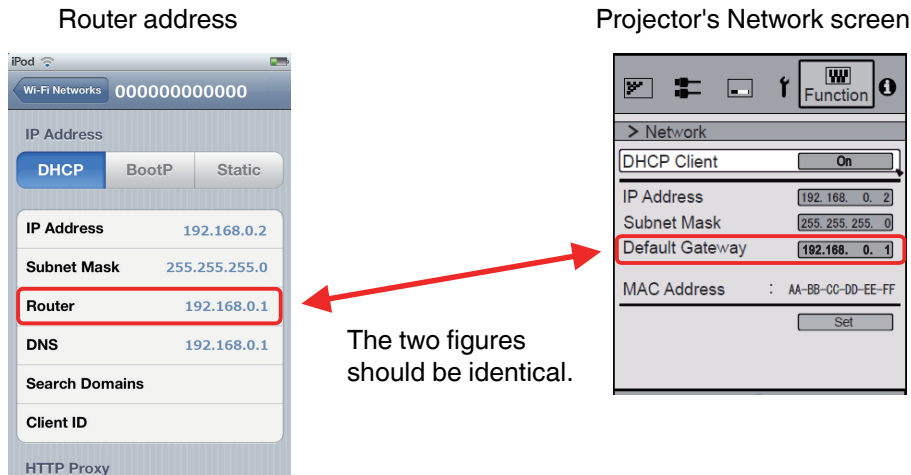 Router address
iPod
Wi-Fi Networks 000000000000
IP Address
DHCP BootP Static
IP Address 192.168.0.2
Subnet Mask 255.255.255.0
Router 192.168.0.1
DNS 192.168.0.1
Search Domains
Client ID
HTTP Proxy
The two figures
should be identical.
Projector's Network screen
Function
> Network
DHCP Client On
IP Address 192. 168. 0. 2
Subnet Mask 255. 255. 255. 0
Default Gateway 192.168. 0. 1
MAC Address : AA-BB-CC-DD-EE-FF
Set